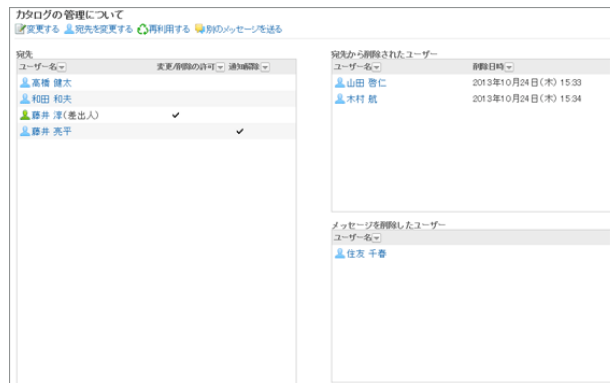 カタログの管理について
変更する 宛先を変更する 再利用する 別のメッセージを送る
宛先
ユーザー名 変更/削除の許可 通知解除
高橋 健太
和田 和夫
藤井 淳(差出人) ✔
藤井 亮平 ✔
宛先から削除されたユーザー
ユーザー名 削除日時
山田 啓仁 2013年10月24日(木) 15:33
木村 航 2013年10月24日(木) 15:34
メッセージを削除したユーザー
ユーザー名
住友 千春